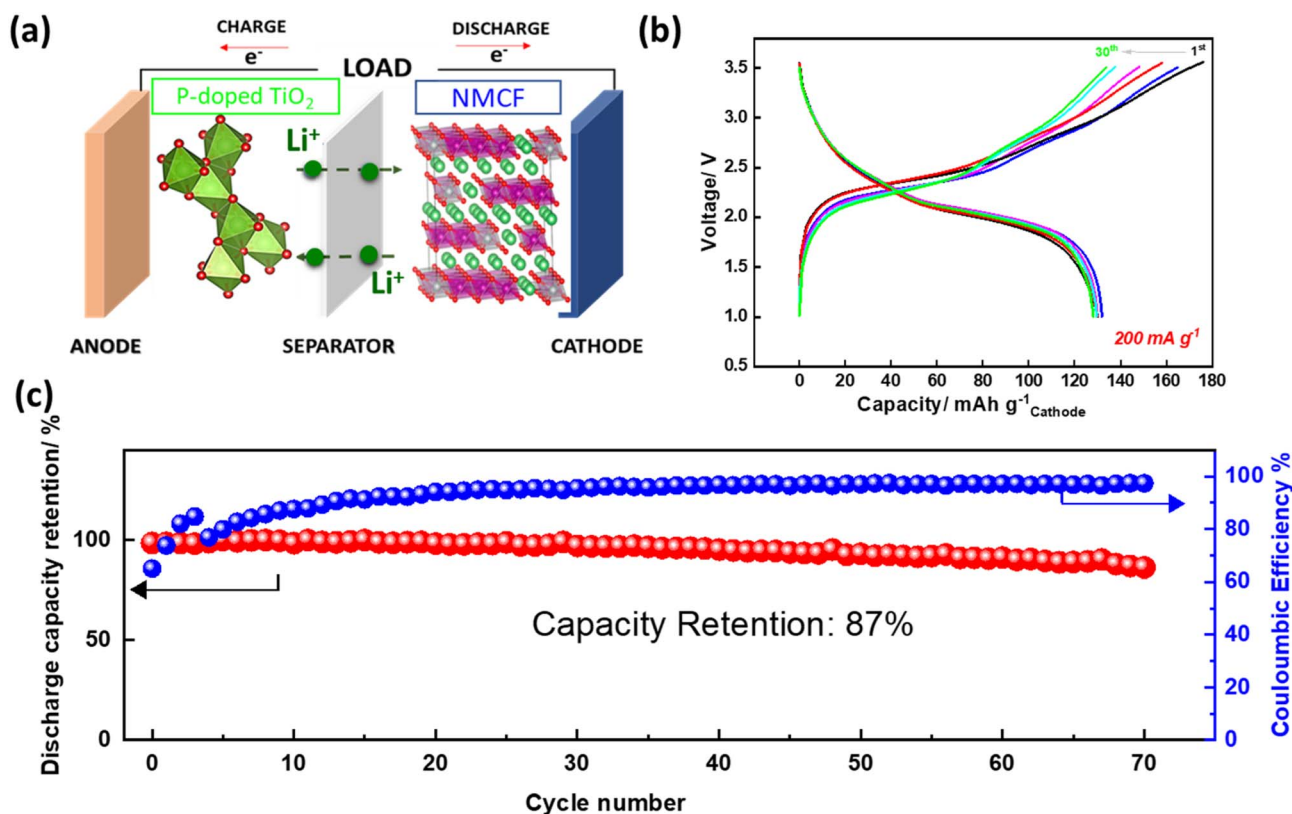 (a)
CHARGE
e-
DISCHARGE
e-
LOAD
P-doped TiO2
NMCF
Li+
Li+
ANODE
SEPARATOR
CATHODE
(b)
30th
1st
3.5
3.0
2.5
2.0
1.5
1.0
0.5
Voltage/ V
200 mA g-1
0 20 40 60 80 100 120 140 160 180
Capacity/ mAh g-1Cathode
(c)
Discharge capacity retention/ %
100
50
0
Capacity Retention: 87%
100
80
60
40
20
0
Couloumbic Efficiency %
0 10 20 30 40 50 60 70
Cycle number